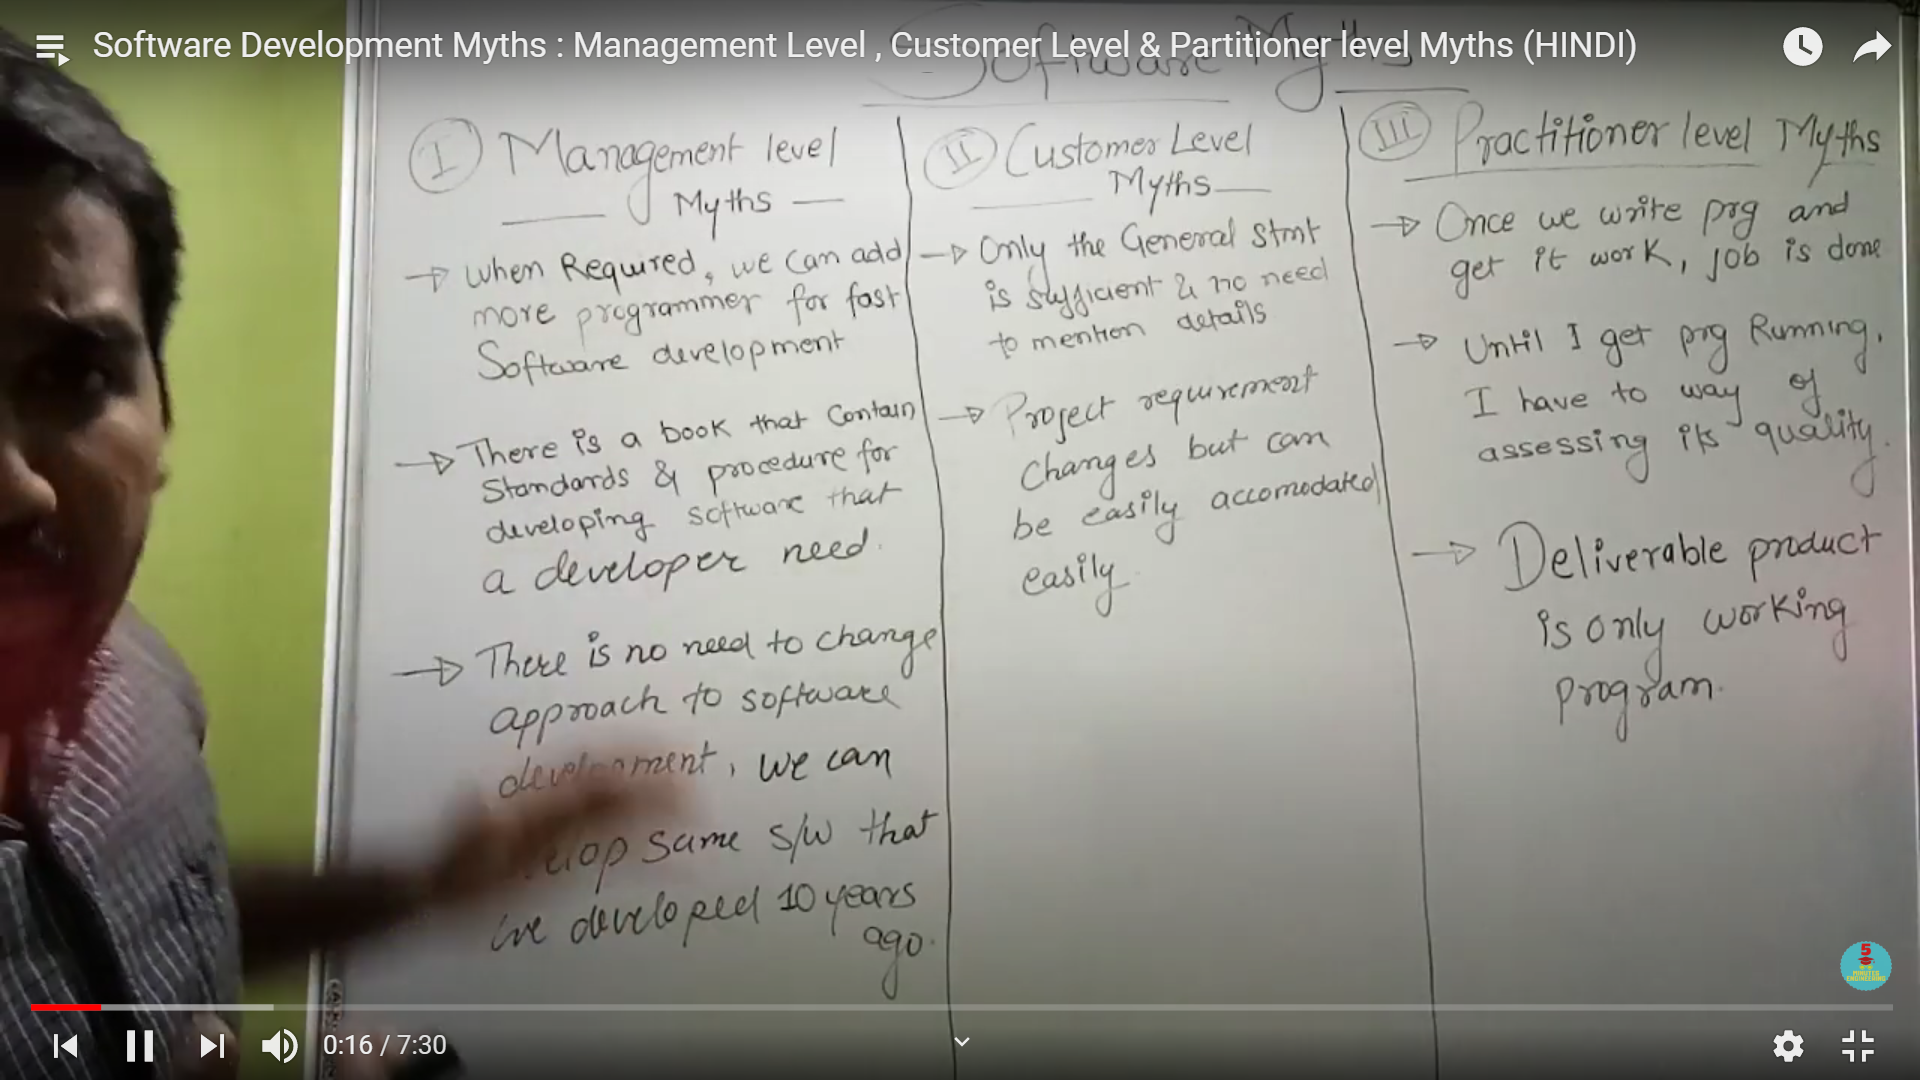 Software Development Myths : Management Level , Customer Level & Partitioner level Myths (HINDI)
Software Myths
I Management level
Myths
→ When Required, we can add
more programmer for fast
Software development
→ There is a book that contain
Standards & procedure for
developing software that
a developer need.
→ There is no need to change
approach to software
development, we can
velop same s/w that
we developed 10 years
ago.
II Customer Level
Myths
→ Only the General Stmt
is sufficient & no need
to mention details
→ Project requirement
changes but can
be easily accomodated
easily
III Practitioner level Myths
→ Once we write prg and
get it work, job is done
→ Until I get prg Running,
I have to way of
assessing its quality.
→ Deliverable product
is only working
program.
5
MINUTES
ENGINEERING
0:16 / 7:30